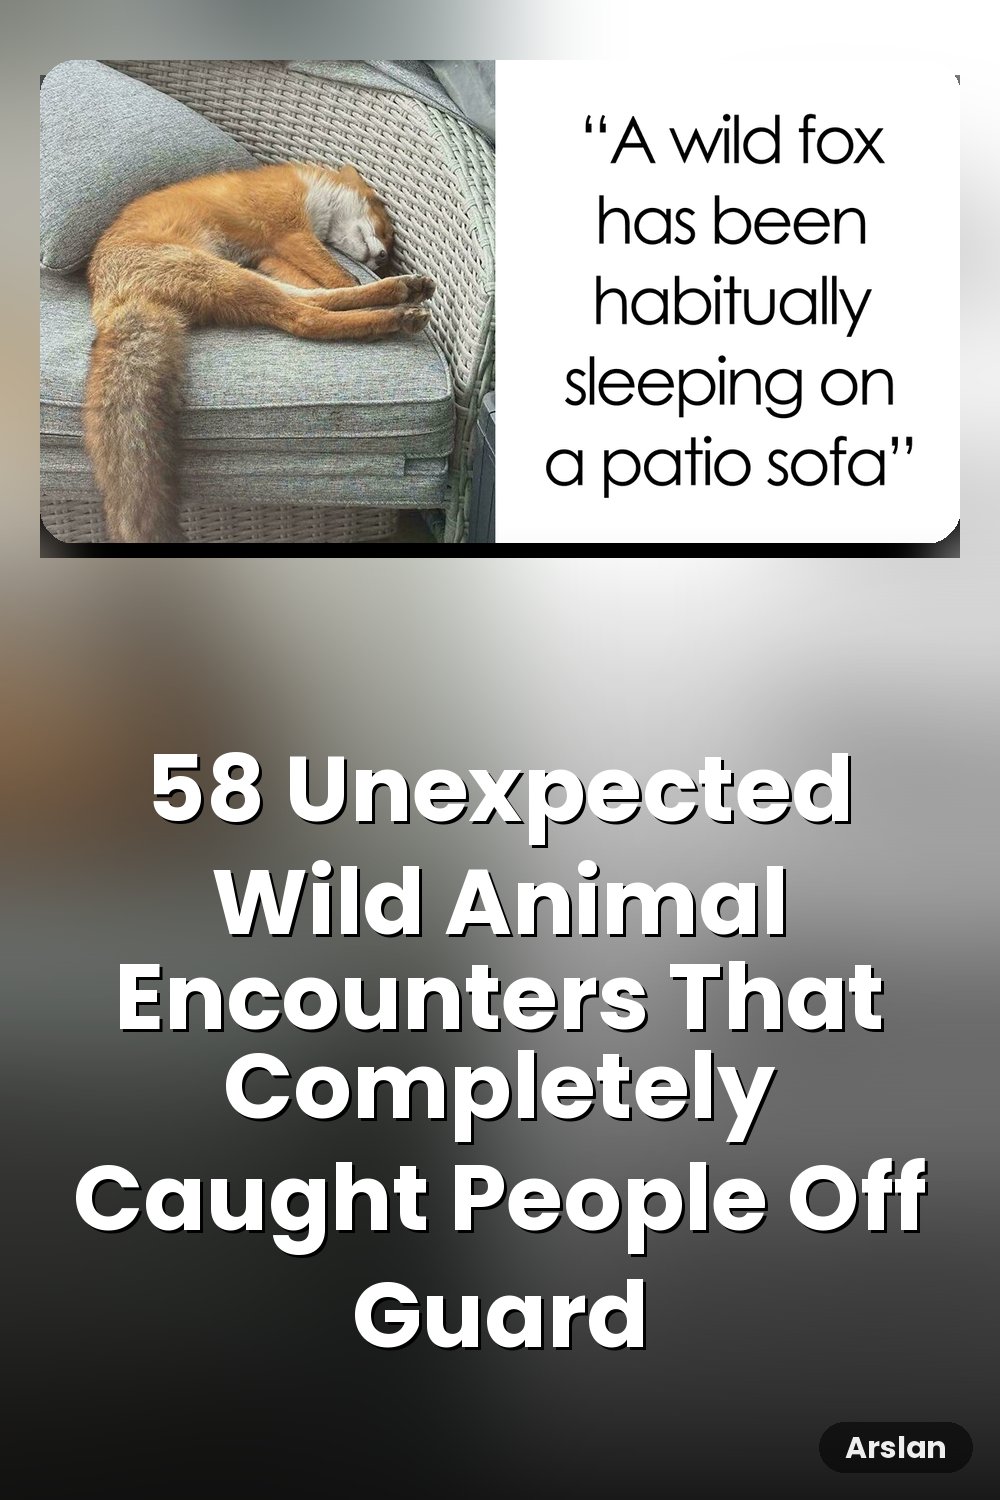 “A wild fox
has been
habitually
sleeping on
a patio sofa”
58 Unexpected
Wild Animal
Encounters That
Completely
Caught People Off
Guard
Arslan